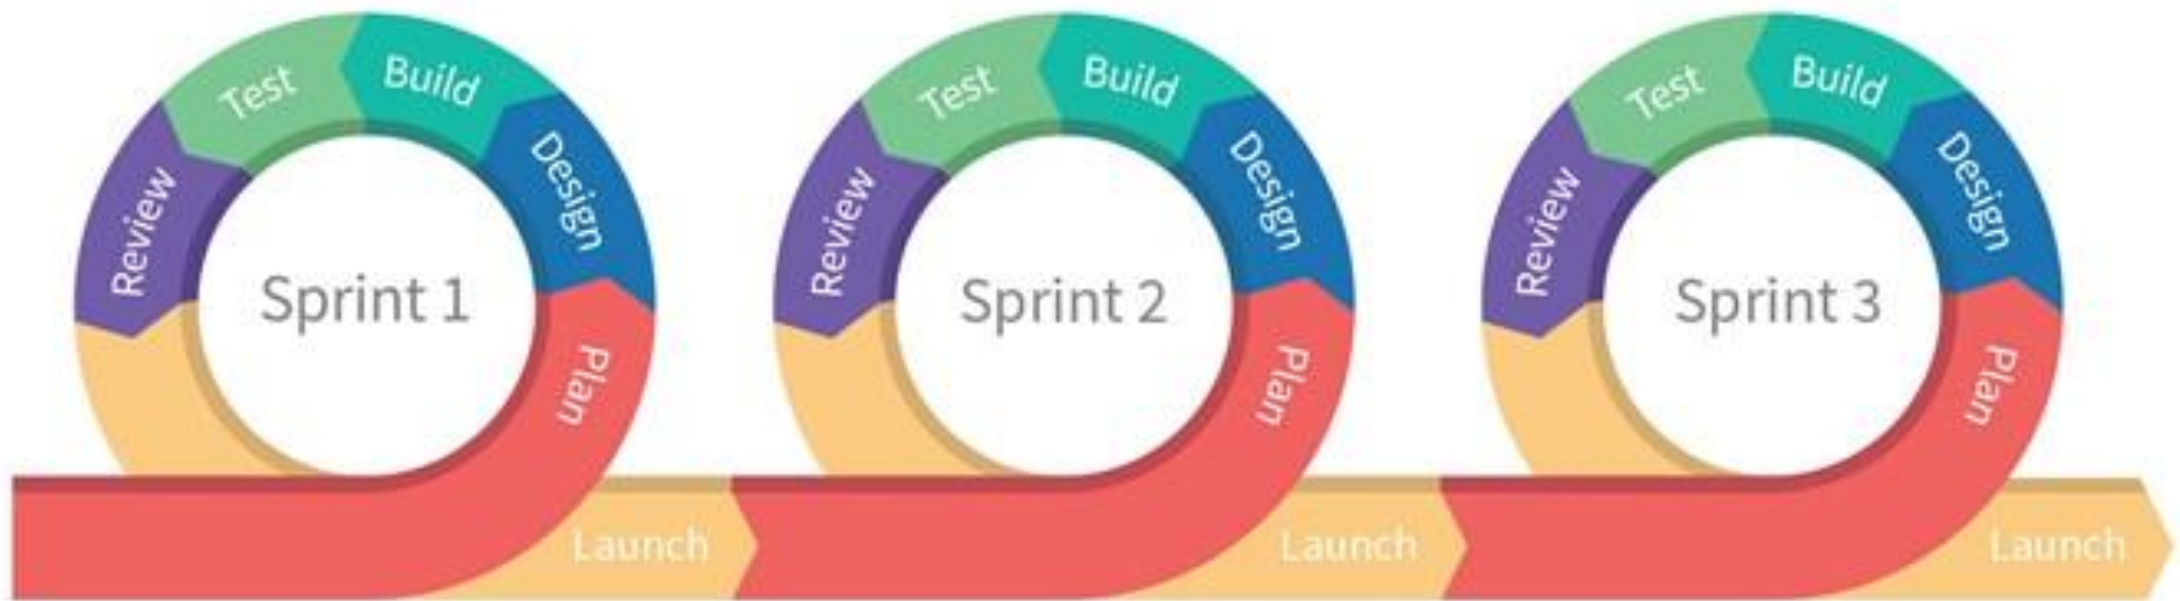 Test
Build
Design
Review
Sprint 1
Plan
Launch
Test
Build
Design
Review
Sprint 2
Plan
Launch
Test
Build
Design
Review
Sprint 3
Plan
Launch